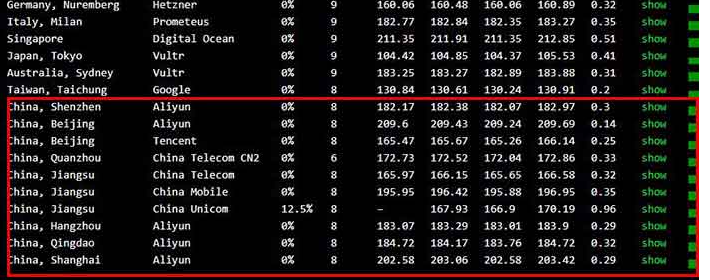 Germany, Nuremberg Hetzner 0% 9 160.06 160.48 160.06 160.89 0.32 show
Italy, Milan Prometeus 0% 9 182.77 182.84 182.35 183.27 0.35 show
Singapore Digital Ocean 0% 9 211.35 211.91 211.35 212.85 0.51 show
Japan, Tokyo Vultr 0% 9 104.42 104.85 104.37 105.53 0.41 show
Australia, Sydney Vultr 0% 9 183.25 183.27 182.89 183.88 0.31 show
Taiwan, Taichung Google 0% 8 130.84 130.61 130.24 130.91 0.2 show
China, Shenzhen Aliyun 0% 8 182.17 182.38 182.07 182.97 0.3 show
China, Beijing Aliyun 0% 8 209.6 209.43 209.24 209.69 0.14 show
China, Beijing Tencent 0% 8 165.47 165.67 165.26 166.14 0.25 show
China, Quanzhou China Telecom CN2 0% 6 172.73 172.52 172.04 172.86 0.33 show
China, Jiangsu China Telecom 0% 8 165.97 166.15 165.65 166.58 0.32 show
China, Jiangsu China Mobile 0% 8 195.95 196.42 195.88 196.95 0.35 show
China, Jiangsu China Unicom 12.5% 8 – 167.93 166.9 170.19 0.96 show
China, Hangzhou Aliyun 0% 8 183.07 183.29 183.01 183.9 0.29 show
China, Qingdao Aliyun 0% 8 184.72 184.17 183.76 184.72 0.32 show
China, Shanghai Aliyun 0% 8 202.58 203.06 202.58 203.42 0.29 show